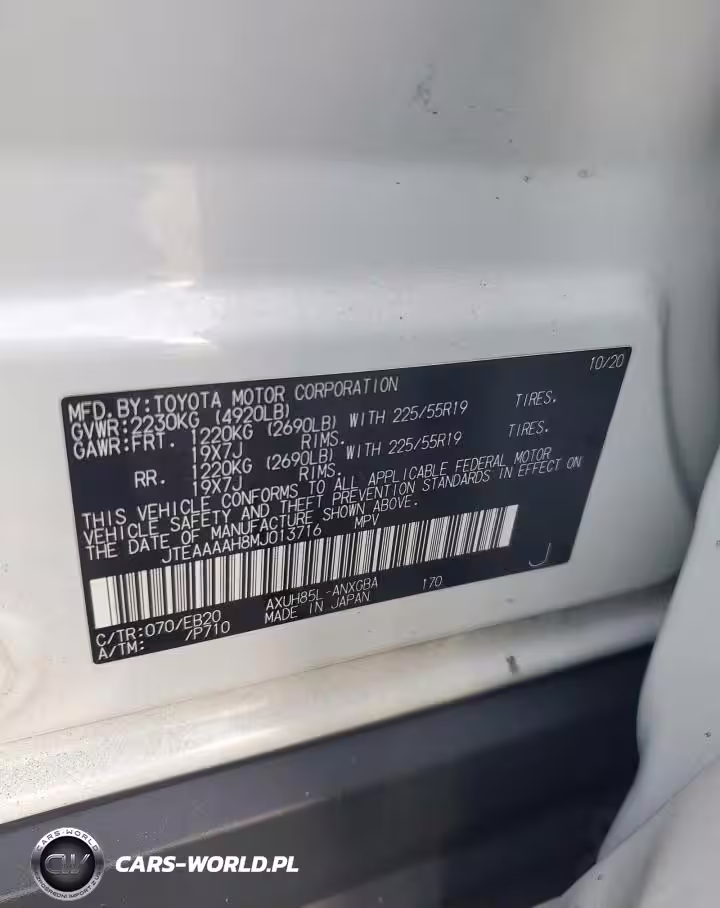 10/20
MFD.BY:TOYOTA MOTOR CORPORATION
GVWR:2230KG (4920LB)
GAWR:FRT. 1220KG (2690LB) WITH 225/55R19 TIRES.
19X7J RIMS.
RR. 1220KG (2690LB) WITH 225/55R19 TIRES.
19X7J RIMS.
THIS VEHICLE CONFORMS TO ALL APPLICABLE FEDERAL MOTOR
VEHICLE SAFETY AND THEFT PREVENTION STANDARDS IN EFFECT ON
THE DATE OF MANUFACTURE SHOWN ABOVE.
JTEAAAAH8MJ013716 MPV
C/TR:070/EB20 AXUH85L-ANXGBA 170 J
A/TM: /P710 MADE IN JAPAN
CARS-WORLD
CW
CARS-WORLD.PL